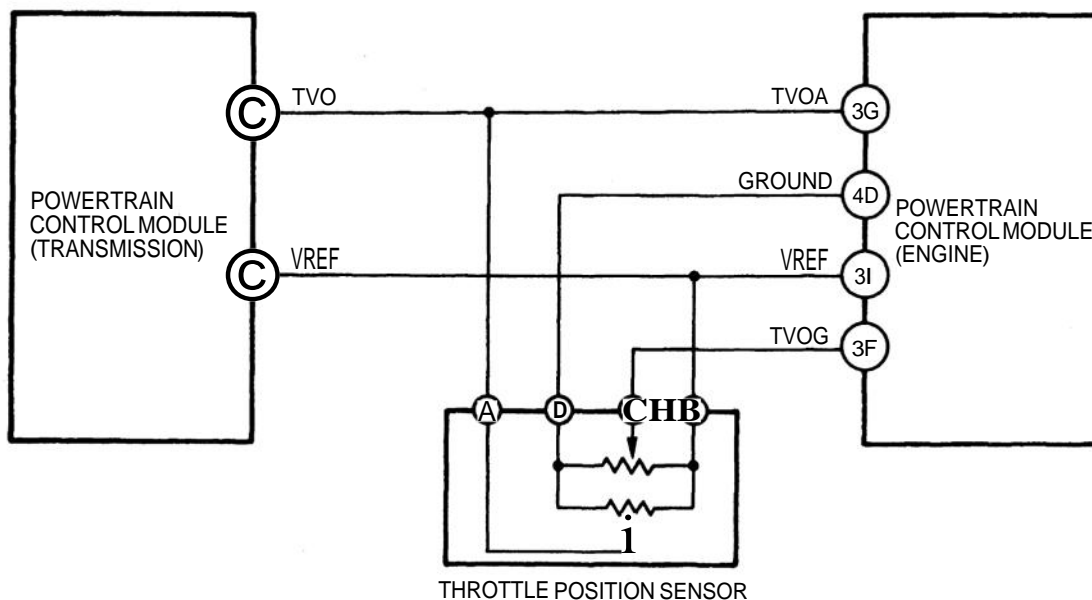 C
TVO
TVOA
3G
POWERTRAIN
CONTROL MODULE
(TRANSMISSION)
GROUND
4D
POWERTRAIN
CONTROL MODULE
(ENGINE)
C
VREF
VREF
3I
TVOG
3F
A
D
CHB
i
THROTTLE POSITION SENSOR